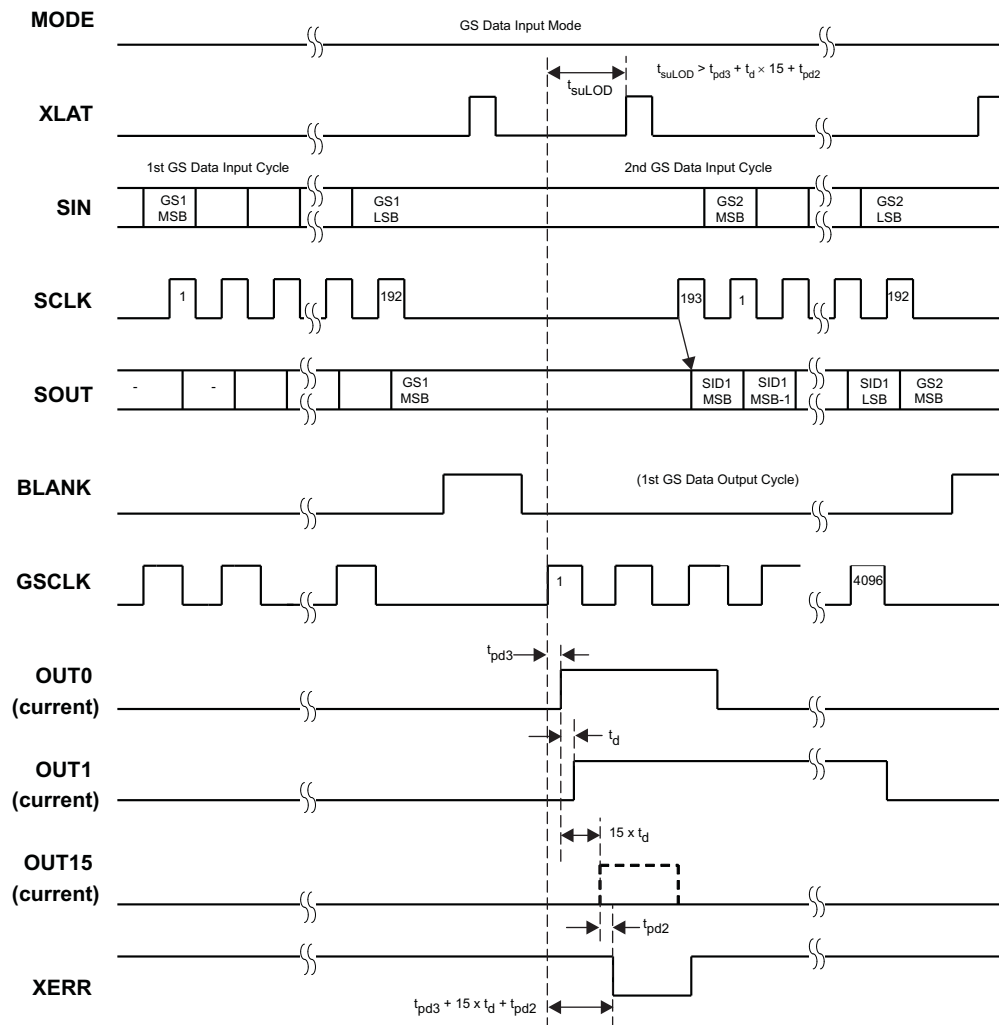 MODE
GS Data Input Mode
t_suLOD
t_suLOD > t_pd3 + t_d × 15 + t_pd2
XLAT
1st GS Data Input Cycle
2nd GS Data Input Cycle
SIN
GS1 MSB
GS1 LSB
GS2 MSB
GS2 LSB
SCLK
1
192
193
1
192
SOUT
-
-
GS1 MSB
SID1 MSB
SID1 MSB-1
SID1 LSB
GS2 MSB
BLANK
(1st GS Data Output Cycle)
GSCLK
1
4096
t_pd3
OUT0
(current)
t_d
OUT1
(current)
15 x t_d
OUT15
(current)
t_pd2
XERR
t_pd3 + 15 x t_d + t_pd2